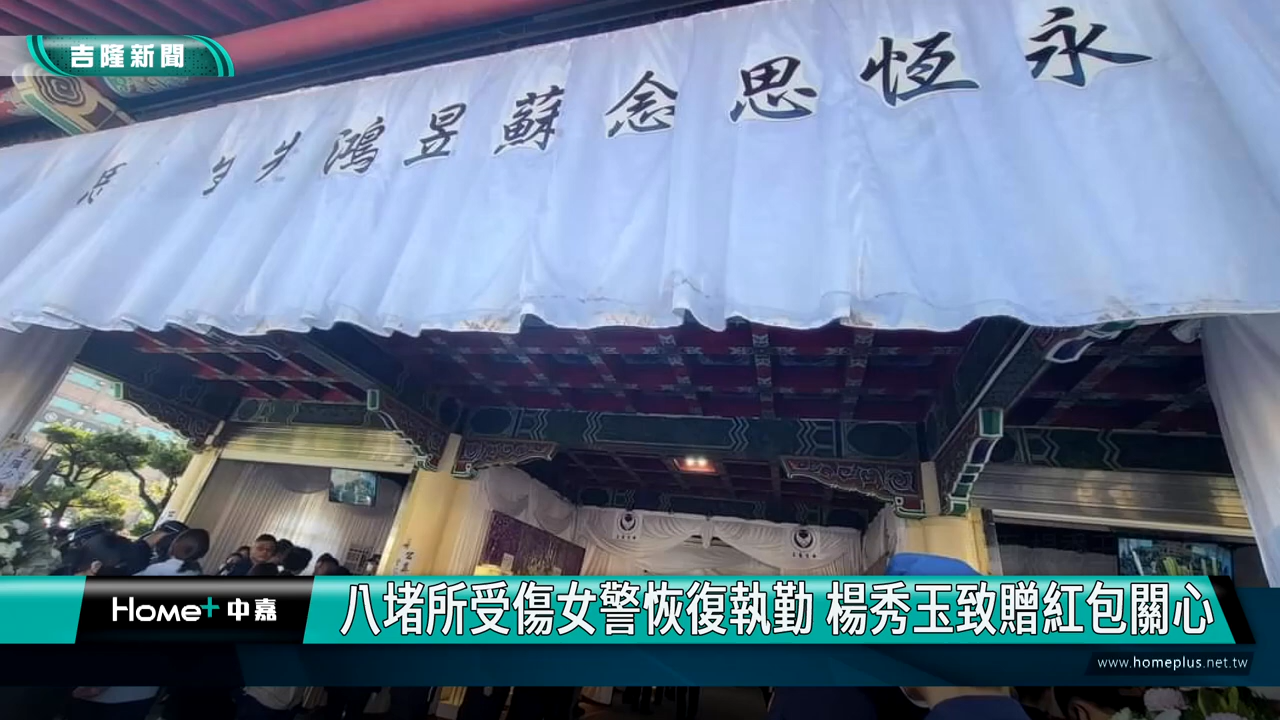 吉隆新聞
永恆思念蘇昱鴻先
Home+中嘉
八堵所受傷女警恢復執勤 楊秀玉致贈紅包關心
www.homeplus.net.tw